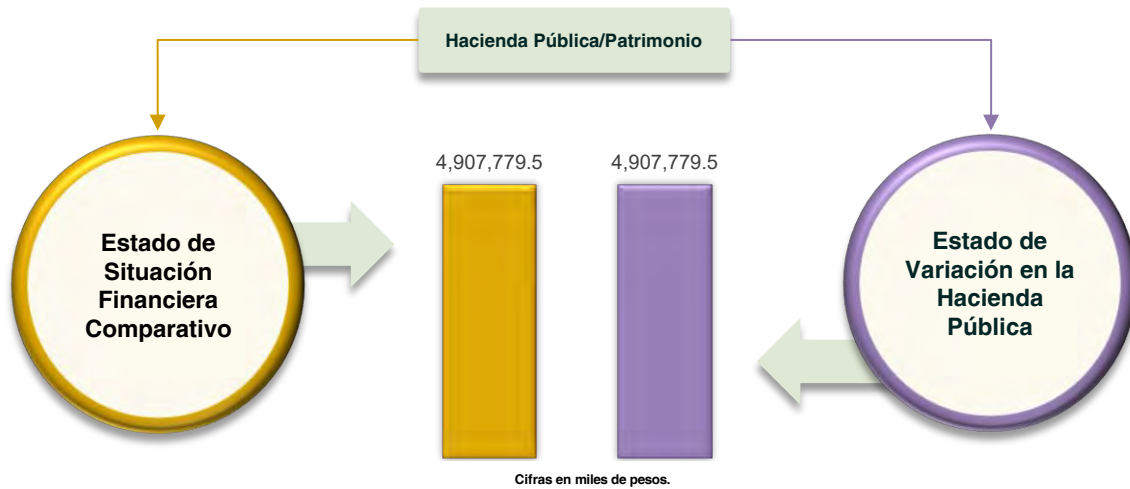 Hacienda Pública/Patrimonio
4,907,779.5
4,907,779.5
Estado de
Situación
Financiera
Comparativo
Estado de
Variación en la
Hacienda
Pública
Cifras en miles de pesos.